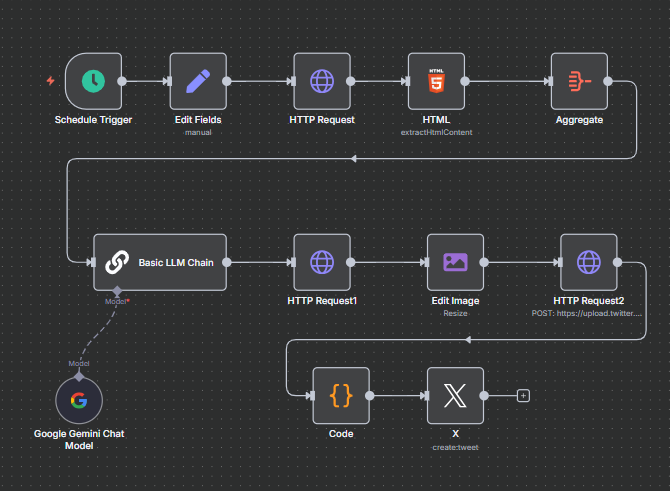 Schedule Trigger
Edit Fields
manual
HTTP Request
HTML
HTML
extractHtmlContent
Aggregate
Basic LLM Chain
Model*
HTTP Request1
Edit Image
Resize
HTTP Request2
POST: https://upload.twitter....
Model
Google Gemini Chat
Model
Code
X
create:tweet